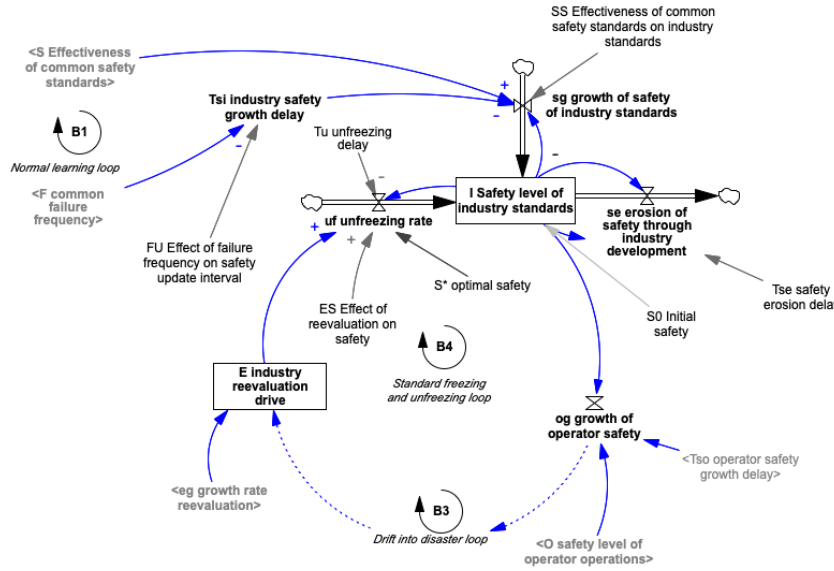 SS Effectiveness of common
safety standards on industry
standards
<S Effectiveness
of common safety
standards>
+
-
sg growth of safety
of industry standards
Tsi industry safety
growth delay
-
B1
Normal learning loop
Tu unfreezing
delay
-
-
<F common
failure
frequency>
I Safety level of
industry standards
uf unfreezing rate
+
+
se erosion of
safety through
industry
development
FU Effect of failure
frequency on safety
update interval
S* optimal safety
ES Effect of
reevaluation on
safety
S0 Initial
safety
Tse safety
erosion delay
B4
Standard freezing
and unfreezing loop
E industry
reevaluation
drive
og growth of
operator safety
<Tso operator safety
growth delay>
<eg growth rate
reevaluation>
B3
Drift into disaster loop
<O safety level of
operator operations>